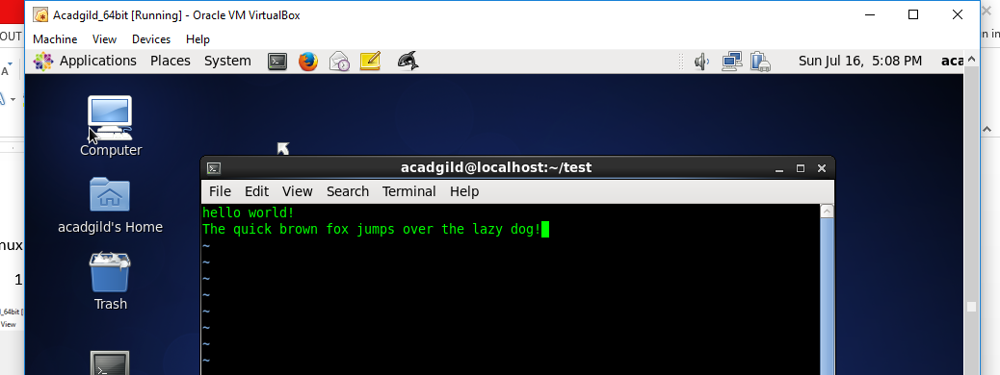 Acadgild_64bit [Running] - Oracle VM VirtualBox
OUT
Machine View Devices Help
Applications Places System
Sun Jul 16, 5:08 PM
aca
Computer
acadgild@localhost:~/test
File Edit View Search Terminal Help
hello world!
The quick brown fox jumps over the lazy dog!
~
~
~
~
~
~
~
~
acadgild's Home
Trash
nux
1
_64bit [
View